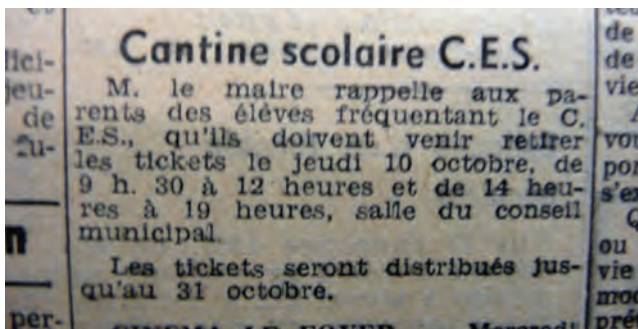 Cantine scolaire C.E.S.
M. le maire rappelle aux pa-
rents des élèves fréquentant le C.
E.S., qu'ils doivent venir retirer
les tickets le jeudi 10 octobre, de
9 h. 30 à 12 heures et de 14 heu-
res à 19 heures, salle du conseil
municipal.
Les tickets seront distribués jus-
qu'au 31 octobre.